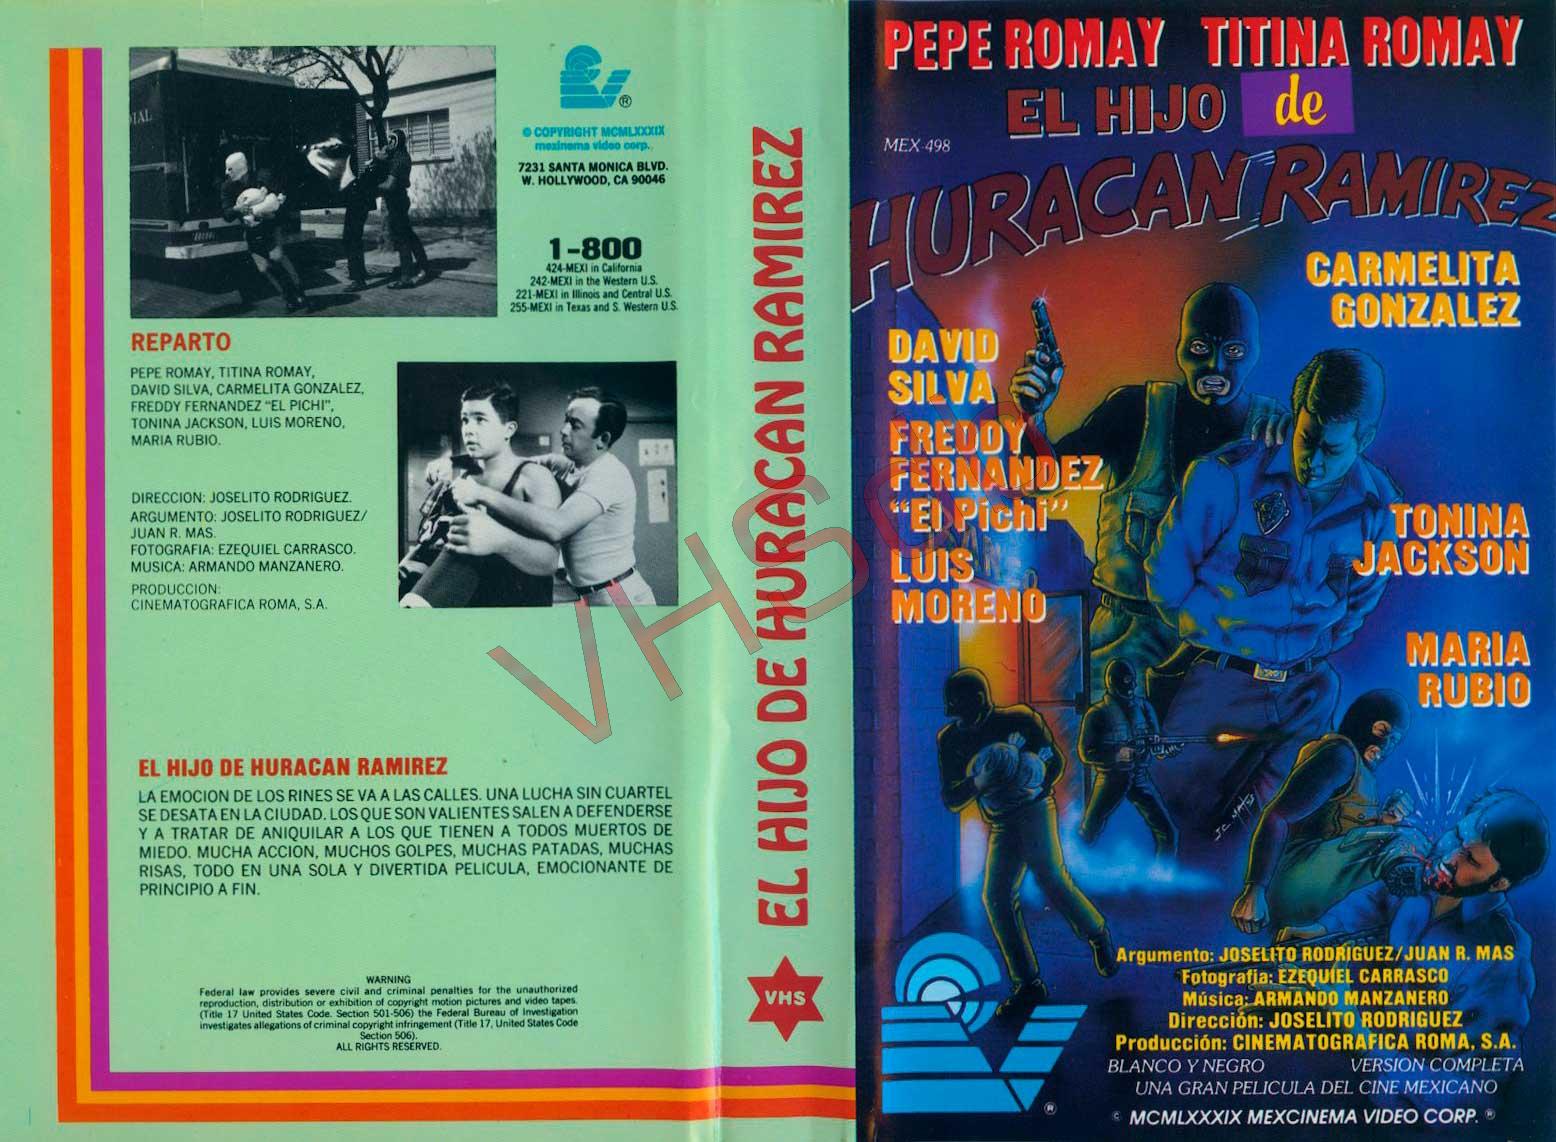 DIAL
® 
© COPYRIGHT MCMLXXXIX
mexinema video corp.
7231 SANTA MONICA BLVD.
W. HOLLYWOOD, CA 90046
1-800
424-MEXI in California
242-MEXI in the Western U.S.
221-MEXI in Illinois and Central U.S.
255-MEXI in Texas and S. Western U.S.
REPARTO
PEPE ROMAY, TITINA ROMAY,
DAVID SILVA, CARMELITA GONZALEZ,
FREDDY FERNANDEZ "EL PICHI",
TONINA JACKSON, LUIS MORENO,
MARIA RUBIO.
DIRECCION: JOSELITO RODRIGUEZ.
ARGUMENTO: JOSELITO RODRIGUEZ/
JUAN R. MAS.
FOTOGRAFIA: EZEQUIEL CARRASCO.
MUSICA: ARMANDO MANZANERO.
PRODUCCION:
CINEMATOGRAFICA ROMA, S.A.
EL HIJO DE HURACAN RAMIREZ
LA EMOCION DE LOS RINES SE VA A LAS CALLES. UNA LUCHA SIN CUARTEL
SE DESATA EN LA CIUDAD. LOS QUE SON VALIENTES SALEN A DEFENDERSE
Y A TRATAR DE ANIQUILAR A LOS QUE TIENEN A TODOS MUERTOS DE
MIEDO. MUCHA ACCION, MUCHOS GOLPES, MUCHAS PATADAS, MUCHAS
RISAS, TODO EN UNA SOLA Y DIVERTIDA PELICULA, EMOCIONANTE DE
PRINCIPIO A FIN.
WARNING
Federal law provides severe civil and criminal penalties for the unauthorized
reproduction, distribution or exhibition of copyright motion pictures and video tapes.
(Title 17 United States Code. Section 501-506) the Federal Bureau of Investigation
investigates allegations of criminal copyright infringement (Title 17, United States Code
Section 506).
ALL RIGHTS RESERVED.
EL HIJO DE HURACAN RAMIREZ
VHS
PEPE ROMAY TITINA ROMAY
EL HIJO de
MEX-498
HURACAN RAMIREZ
CARMELITA
GONZALEZ
DAVID
SILVA
FREDDY
FERNANDEZ
"El Pichi"
LUIS
MORENO
TONINA
JACKSON
MARIA
RUBIO
J.C. MATUS
Argumento: JOSELITO RODRIGUEZ/JUAN R. MAS
Fotografia: EZEQUIEL CARRASCO
Música: ARMANDO MANZANERO
Dirección: JOSELITO RODRIGUEZ
Producción: CINEMATOGRAFICA ROMA, S.A.
BLANCO Y NEGRO VERSION COMPLETA
UNA GRAN PELICULA DEL CINE MEXICANO
®
© MCMLXXXIX MEXCINEMA VIDEO CORP. ®